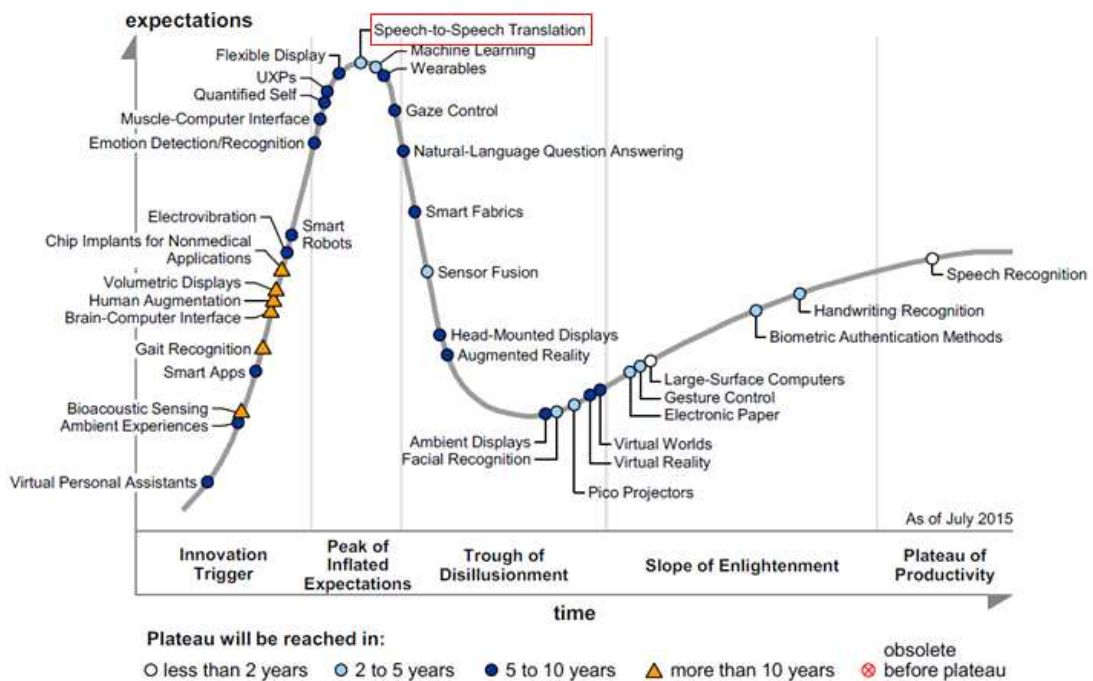 expectations
Speech-to-Speech Translation
Machine Learning
Flexible Display
Wearables
UXPs
Quantified Self
Gaze Control
Muscle-Computer Interface
Emotion Detection/Recognition
Natural-Language Question Answering
Smart Fabrics
Electrovibration
Smart
Robots
Chip Implants for Nonmedical
Applications
Sensor Fusion
Speech Recognition
Volumetric Displays
Human Augmentation
Brain-Computer Interface
Handwriting Recognition
Head-Mounted Displays
Biometric Authentication Methods
Gait Recognition
Augmented Reality
Smart Apps
Large-Surface Computers
Gesture Control
Electronic Paper
Bioacoustic Sensing
Ambient Experiences
Ambient Displays
Virtual Worlds
Facial Recognition
Virtual Reality
Virtual Personal Assistants
Pico Projectors
As of July 2015
Innovation
Trigger
Peak of
Inflated
Expectations
Trough of
Disillusionment
Slope of Enlightenment
Plateau of
Productivity
time
Plateau will be reached in:
less than 2 years
2 to 5 years
5 to 10 years
more than 10 years
obsolete
before plateau